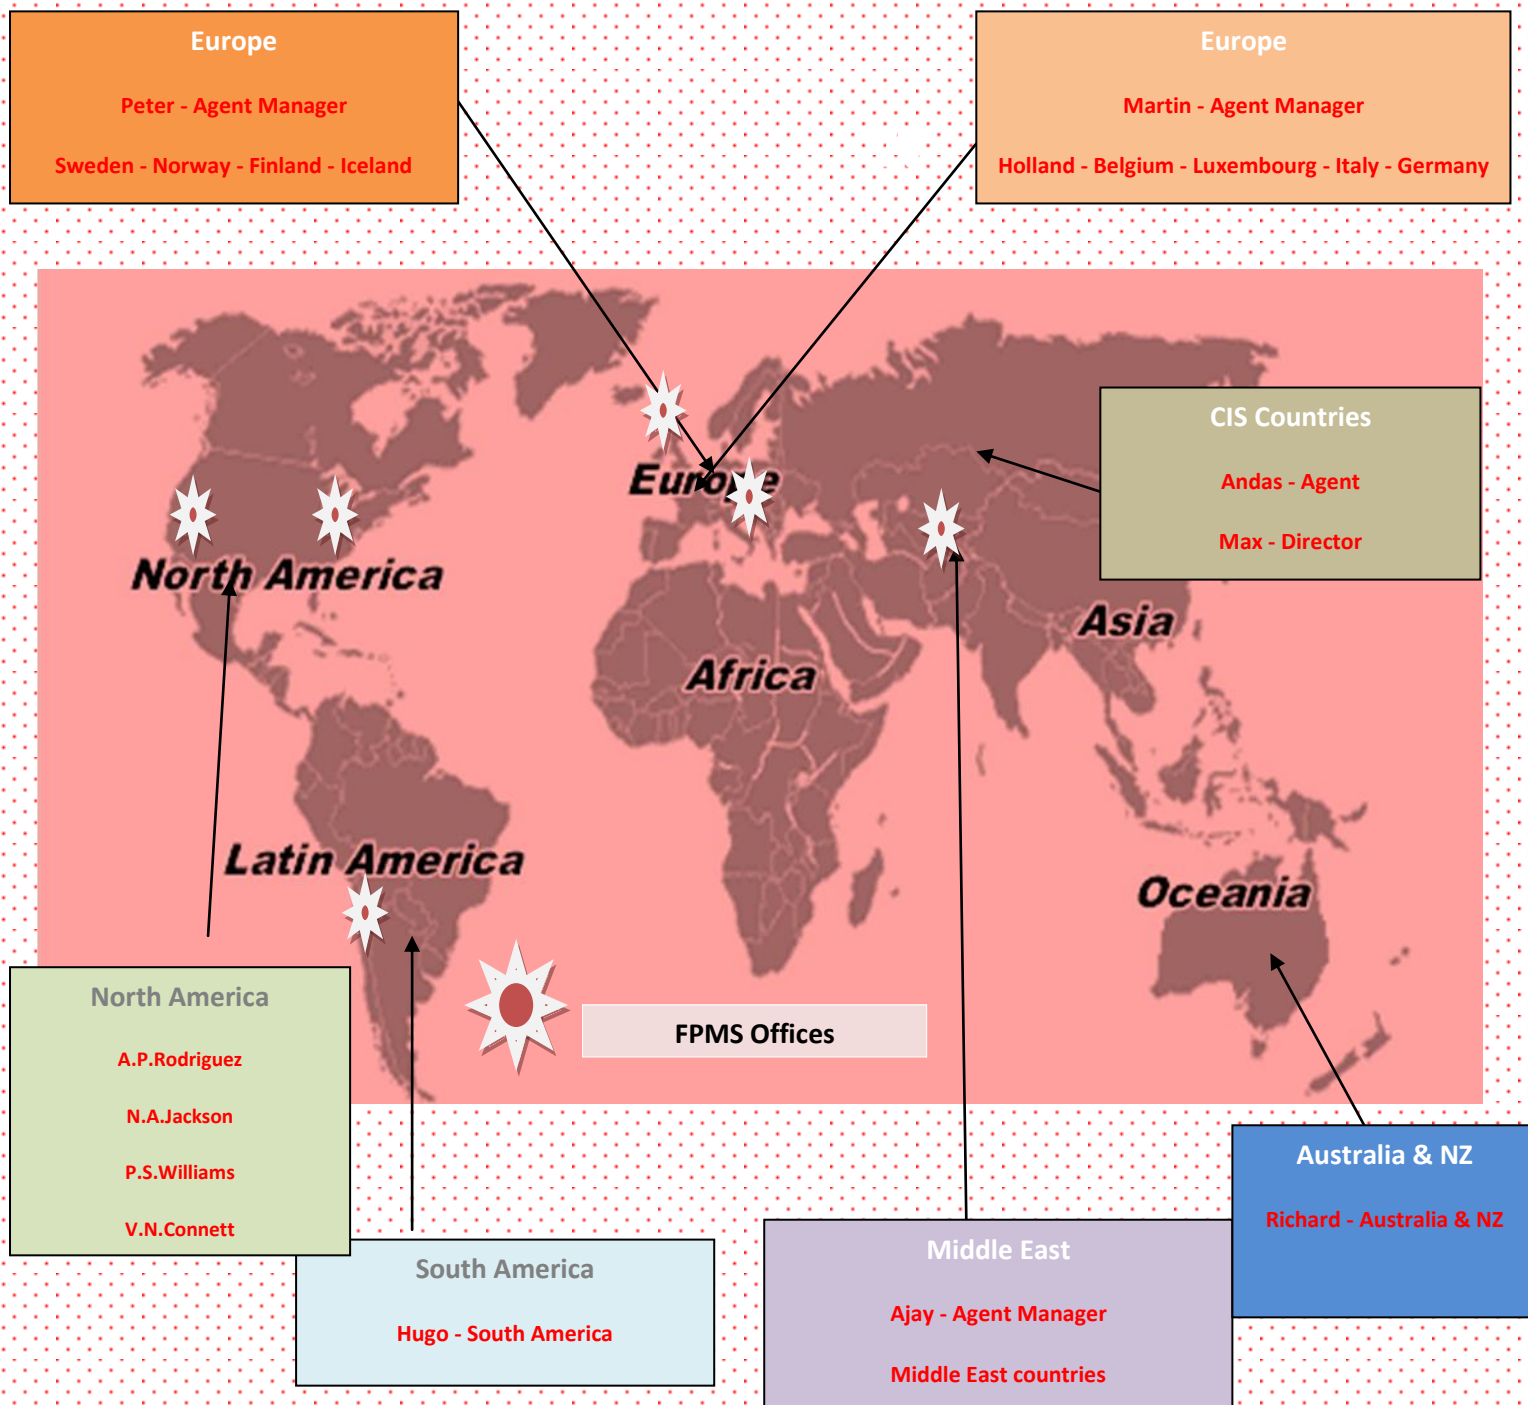 Europe
Peter - Agent Manager
Sweden - Norway - Finland - Iceland
Europe
Martin - Agent Manager
Holland - Belgium - Luxembourg - Italy - Germany
CIS Countries
Andas - Agent
Max - Director
Europe
North America
Asia
Africa
Latin America
Oceania
North America
A.P.Rodriguez
N.A.Jackson
P.S.Williams
V.N.Connett
FPMS Offices
South America
Hugo - South America
Middle East
Ajay - Agent Manager
Middle East countries
Australia & NZ
Richard - Australia & NZ